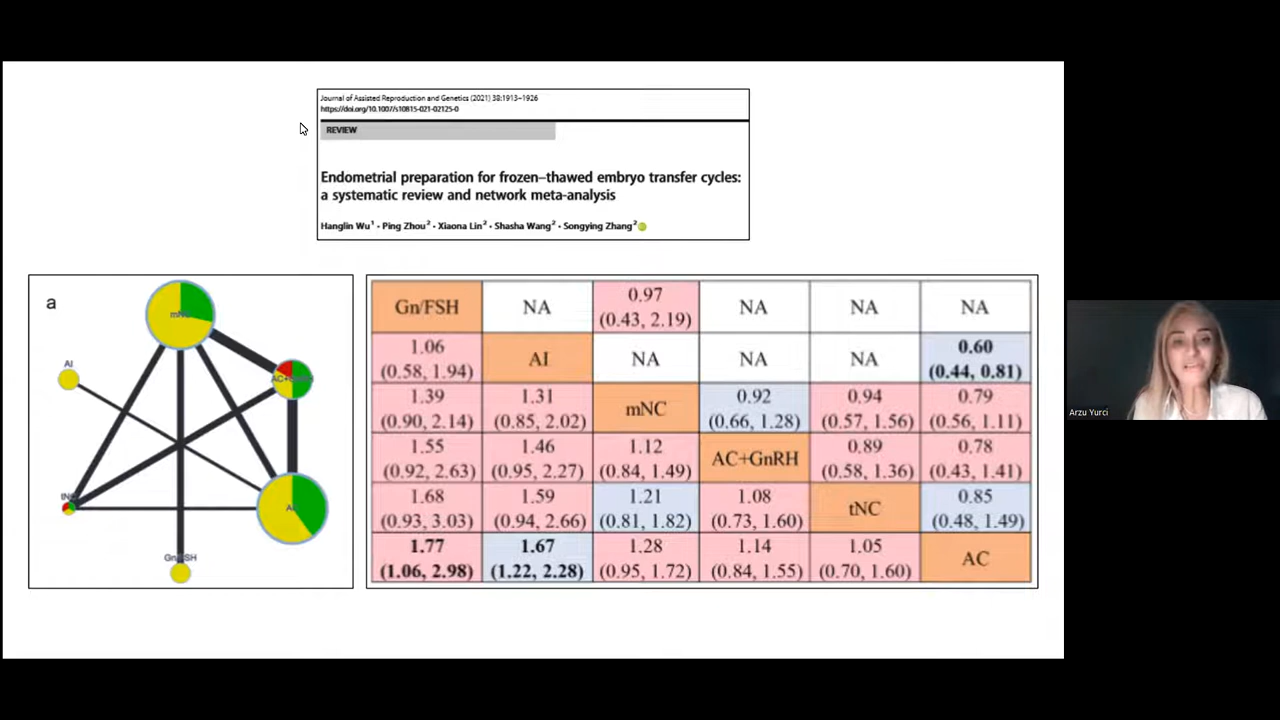 Journal of Assisted Reproduction and Genetics (2021) 38:1913–1926
https://doi.org/10.1007/s10815-021-02125-0
REVIEW
Endometrial preparation for frozen–thawed embryo transfer cycles:
a systematic review and network meta-analysis
Hanglin Wu1 · Ping Zhou2 · Xiaona Lin2 · Shasha Wang2 · Songying Zhang2
a
AI
Gn/FSH
Gn/FSH NA 0.97 NA NA NA
(0.43, 2.19)
1.06 AI NA NA NA 0.60
(0.58, 1.94) (0.44, 0.81)
1.39 1.31 mNC 0.92 0.94 0.79
(0.90, 2.14) (0.85, 2.02) (0.66, 1.28) (0.57, 1.56) (0.56, 1.11)
1.55 1.46 1.12 AC+GnRH 0.89 0.78
(0.92, 2.63) (0.95, 2.27) (0.84, 1.49) (0.58, 1.36) (0.43, 1.41)
1.68 1.59 1.21 1.08 tNC 0.85
(0.93, 3.03) (0.94, 2.66) (0.81, 1.82) (0.73, 1.60) (0.48, 1.49)
1.77 1.67 1.28 1.14 1.05 AC
(1.06, 2.98) (1.22, 2.28) (0.95, 1.72) (0.84, 1.55) (0.70, 1.60)
Arzu Yurci